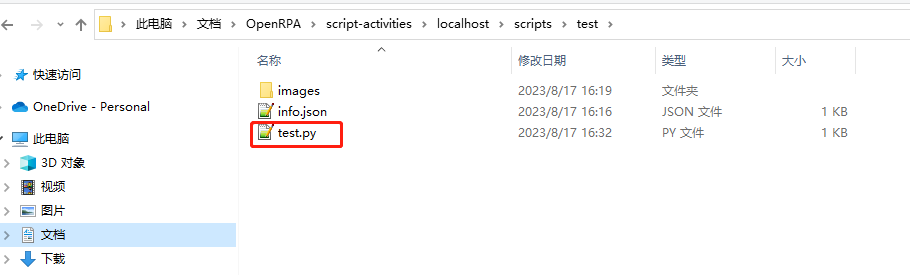 此电脑 > 文档 > OpenRPA > script-activities > localhost > scripts > test >
名称 修改日期 类型 大小
快速访问
OneDrive - Personal
此电脑
3D 对象
视频
图片
文档
下载
images 2023/8/17 16:19 文件夹
info.json 2023/8/17 16:16 JSON 文件 1 KB
test.py 2023/8/17 16:32 PY 文件 1 KB